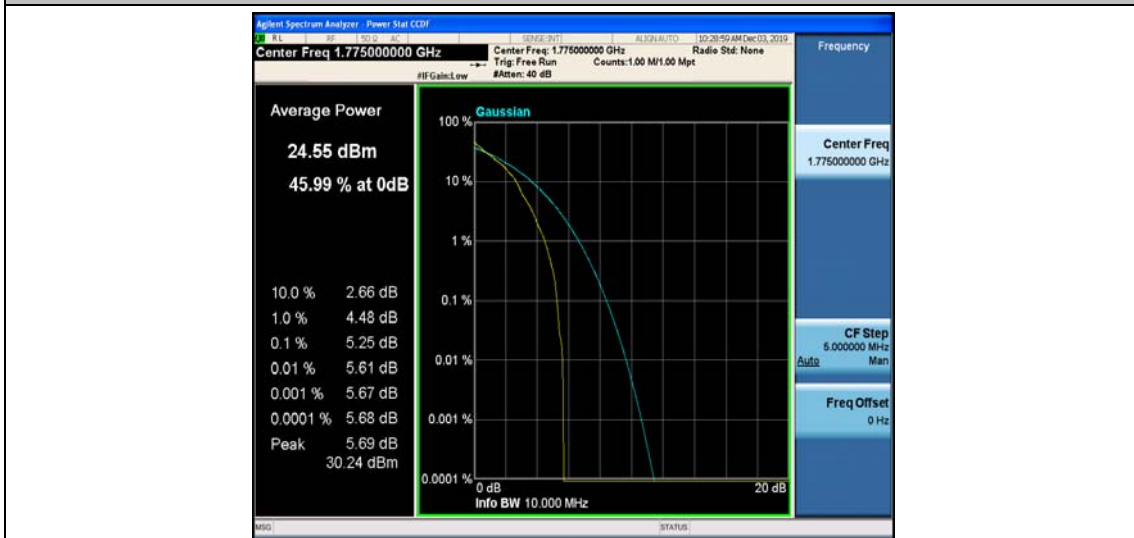 Agilent Spectrum Analyzer - Power Stat CCDF
RL RF 50 Ω AC SENSE:INT ALIGN AUTO 10:28:59 AM Dec 03, 2019
Center Freq 1.775000000 GHz
Center Freq: 1.775000000 GHz Radio Std: None
Trig: Free Run Counts:1.00 M/1.00 Mpt
#IFGain:Low #Atten: 40 dB
Frequency
Average Power
24.55 dBm
45.99 % at 0dB
10.0 % 2.66 dB
1.0 % 4.48 dB
0.1 % 5.25 dB
0.01 % 5.61 dB
0.001 % 5.67 dB
0.0001 % 5.68 dB
Peak 5.69 dB
30.24 dBm
Gaussian
100 %
10 %
1 %
0.1 %
0.01 %
0.001 %
0.0001 %
0 dB 20 dB
Info BW 10.000 MHz
Center Freq
1.775000000 GHz
CF Step
5.000000 MHz
Auto Man
Freq Offset
0 Hz
MSG STATUS